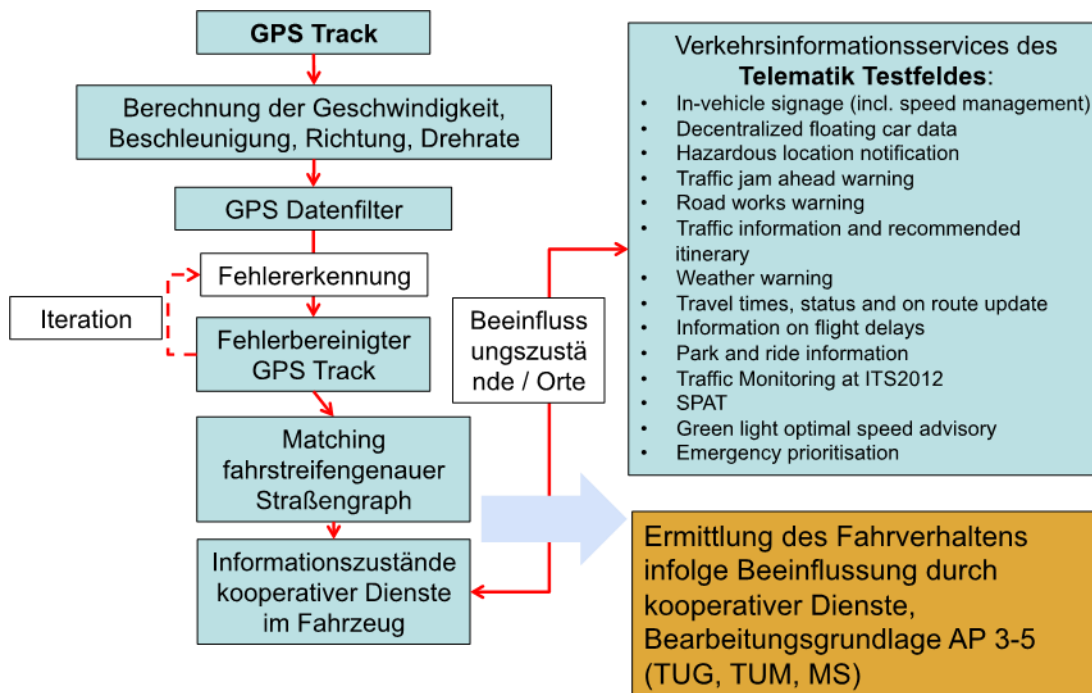 GPS Track
Berechnung der Geschwindigkeit,
Beschleunigung, Richtung, Drehrate
GPS Datenfilter
Fehlererkennung
Iteration
Fehlerbereinigter
GPS Track
Matching
fahrstreifengenauer
Straßengraph
Informationszustände
kooperativer Dienste
im Fahrzeug
Beeinfluss
ungszustä
nde / Orte
Verkehrsinformationsservices des
Telematik Testfeldes:
• In-vehicle signage (incl. speed management)
• Decentralized floating car data
• Hazardous location notification
• Traffic jam ahead warning
• Road works warning
• Traffic information and recommended
itinerary
• Weather warning
• Travel times, status and on route update
• Information on flight delays
• Park and ride information
• Traffic Monitoring at ITS2012
• SPAT
• Green light optimal speed advisory
• Emergency prioritisation
Ermittlung des Fahrverhaltens
infolge Beeinflussung durch
kooperativer Dienste,
Bearbeitungsgrundlage AP 3-5
(TUG, TUM, MS)